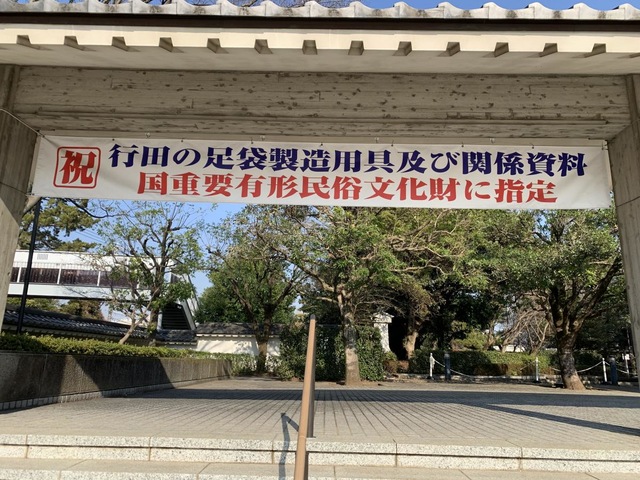 祝
行田の足袋製造用具及び関係資料
国重要有形民俗文化財に指定